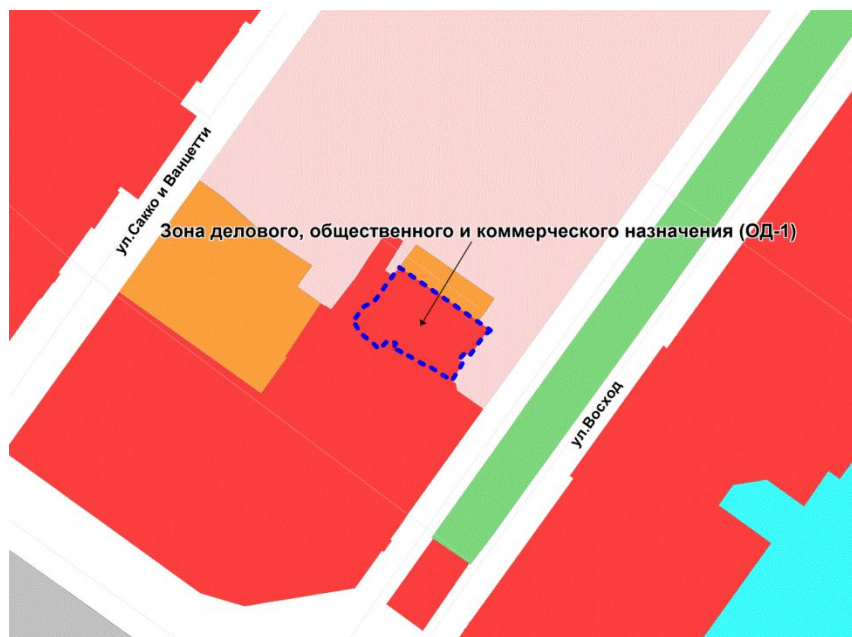 ул.Сакко и Ванцетти
Зона делового, общественного и коммерческого назначения (ОД-1)
ул.Восход